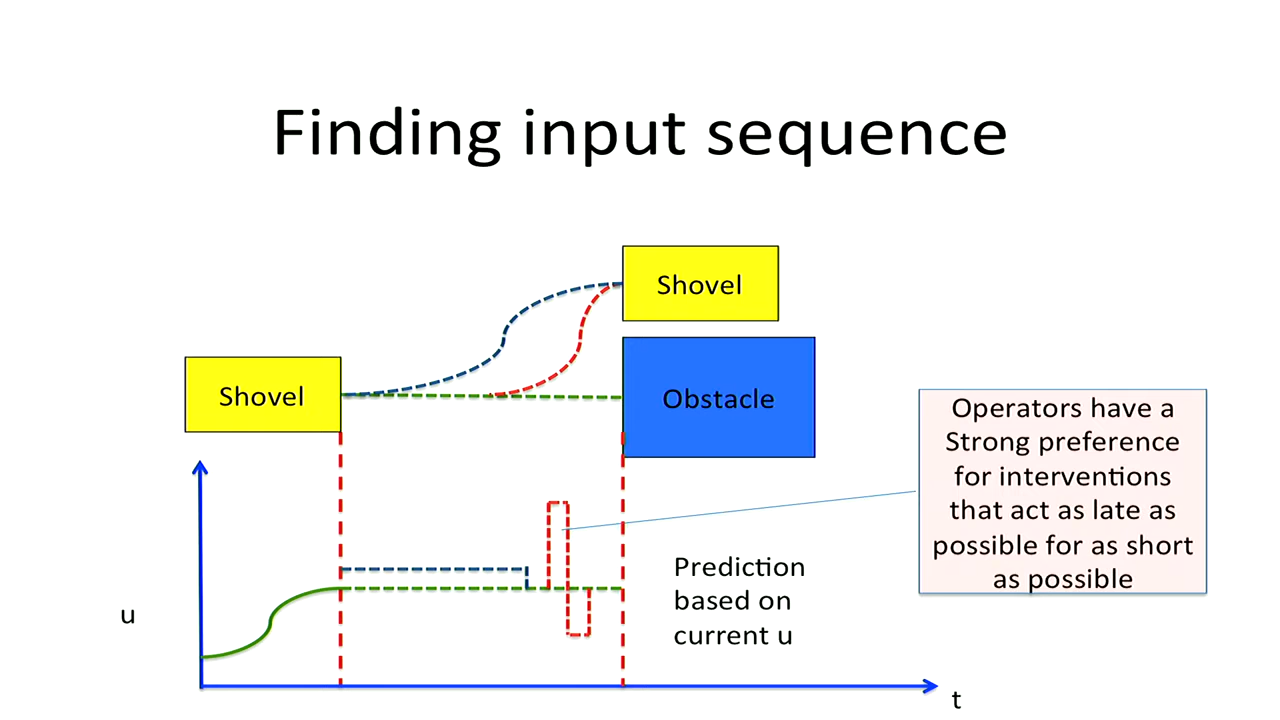 Finding input sequence
Shovel
Shovel
Obstacle
Operators have a
Strong preference
for interventions
that act as late as
possible for as short
as possible
Prediction
based on
current u
u
t